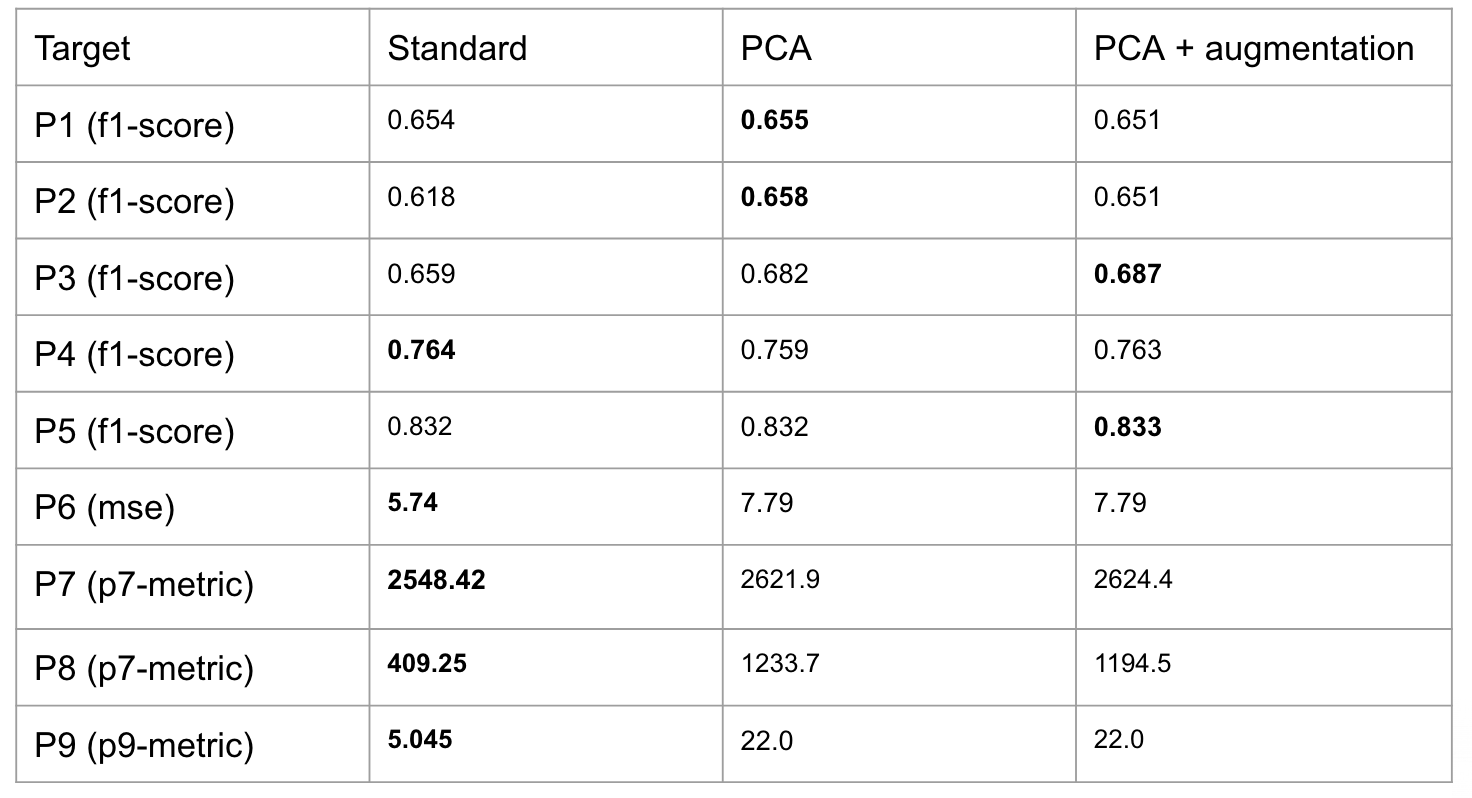 Target Standard PCA PCA + augmentation
P1 (f1-score) 0.654 0.655 0.651
P2 (f1-score) 0.618 0.658 0.651
P3 (f1-score) 0.659 0.682 0.687
P4 (f1-score) 0.764 0.759 0.763
P5 (f1-score) 0.832 0.832 0.833
P6 (mse) 5.74 7.79 7.79
P7 (p7-metric) 2548.42 2621.9 2624.4
P8 (p7-metric) 409.25 1233.7 1194.5
P9 (p9-metric) 5.045 22.0 22.0